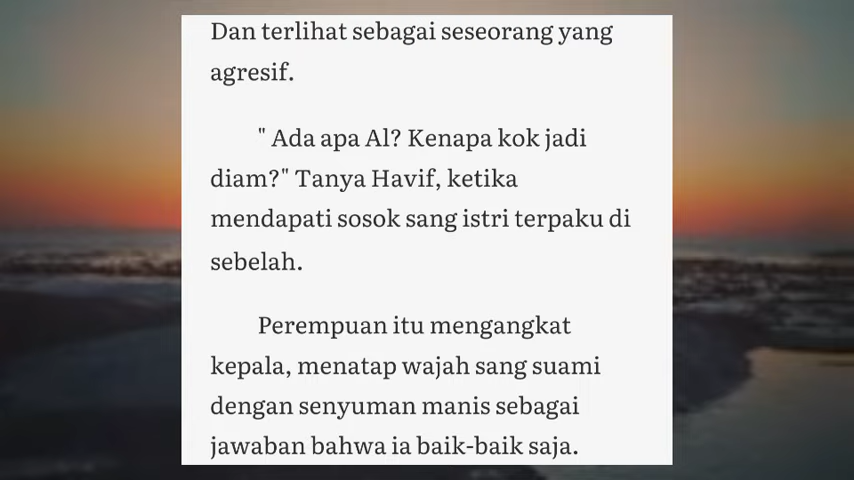 Dan terlihat sebagai seseorang yang
agresif.
" Ada apa Al? Kenapa kok jadi
diam?" Tanya Havif, ketika
mendapati sosok sang istri terpaku di
sebelah.
Perempuan itu mengangkat
kepala, menatap wajah sang suami
dengan senyuman manis sebagai
jawaban bahwa ia baik-baik saja.